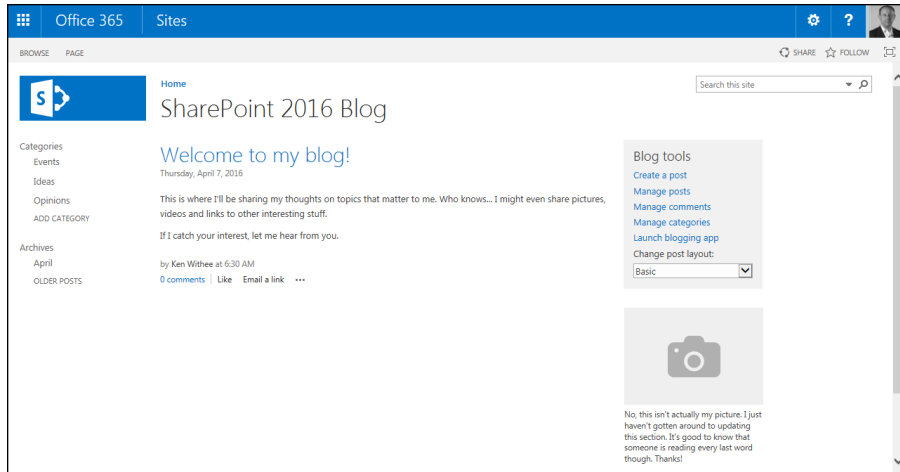 Office 365 Sites ?
BROWSE PAGE SHARE FOLLOW
S
Home
Search this site
SharePoint 2016 Blog
Categories
Events
Ideas
Opinions
ADD CATEGORY
Archives
April
OLDER POSTS
Welcome to my blog!
Thursday, April 7, 2016
This is where I'll be sharing my thoughts on topics that matter to me. Who knows... I might even share pictures,
videos and links to other interesting stuff.
If I catch your interest, let me hear from you.
by Ken Withee at 6:30 AM
0 comments Like Email a link ...
Blog tools
Create a post
Manage posts
Manage comments
Manage categories
Launch blogging app
Change post layout:
Basic
No, this isn't actually my picture. I just
haven't gotten around to updating
this section. It's good to know that
someone is reading every last word
though. Thanks!